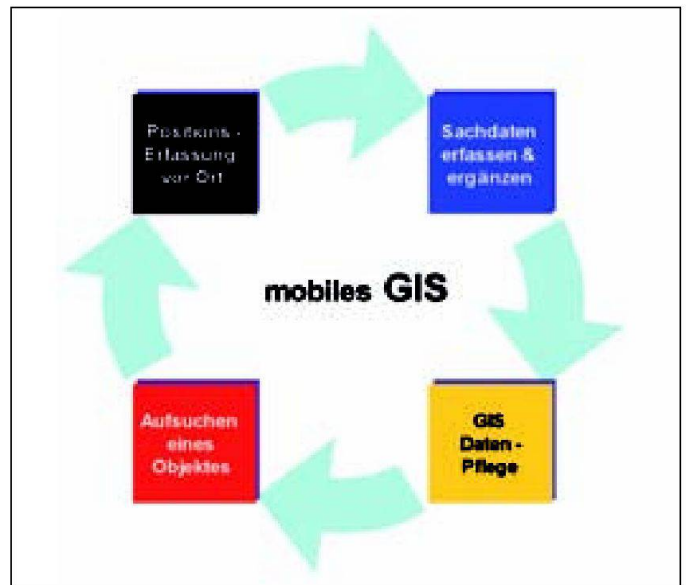 Positions -
Erfassung
vor Ort
Sachdaten
erfassen &
ergänzen
mobiles GIS
Aufsuchen
eines
Objektes
GIS
Daten -
Pflege